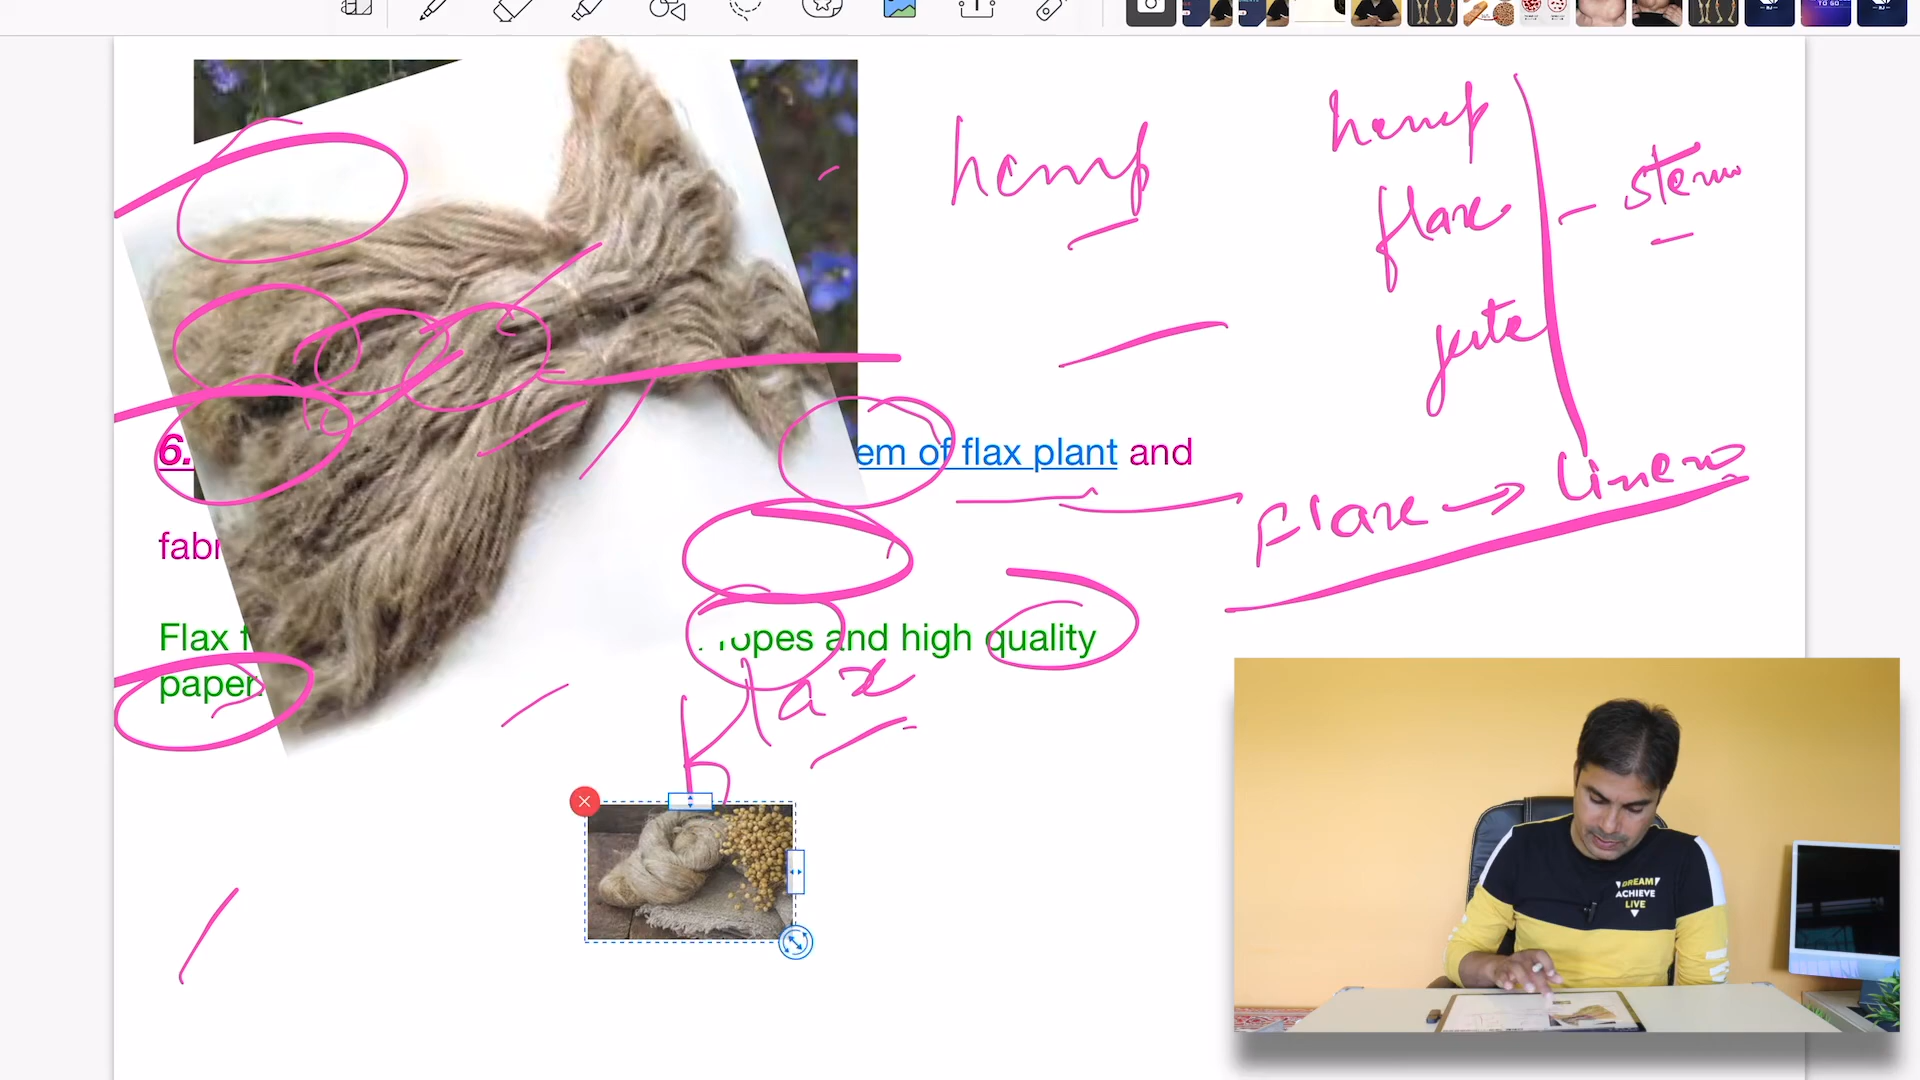 hemp
hemp
flax
stem
jute
6.
em of flax plant and
Flax → linen
fabr
Flax f
ropes and high quality
paper.
Flax
DREAM
ACHIEVE
LIVE